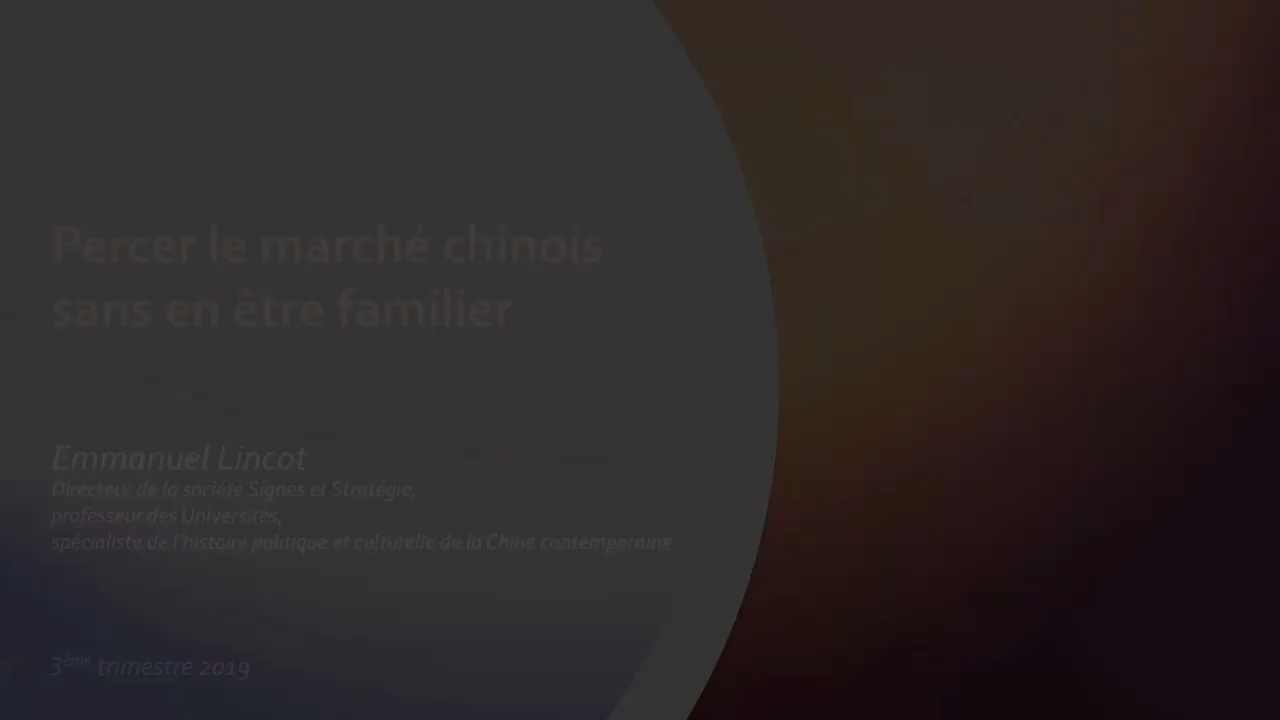 Percer le marché chinois
sans en être familier
Emmanuel Lincot
Directeur de la société Signes et Stratégie,
professeur des Universités,
spécialiste de l'histoire politique et culturelle de la Chine contemporaine
3ème trimestre 2019